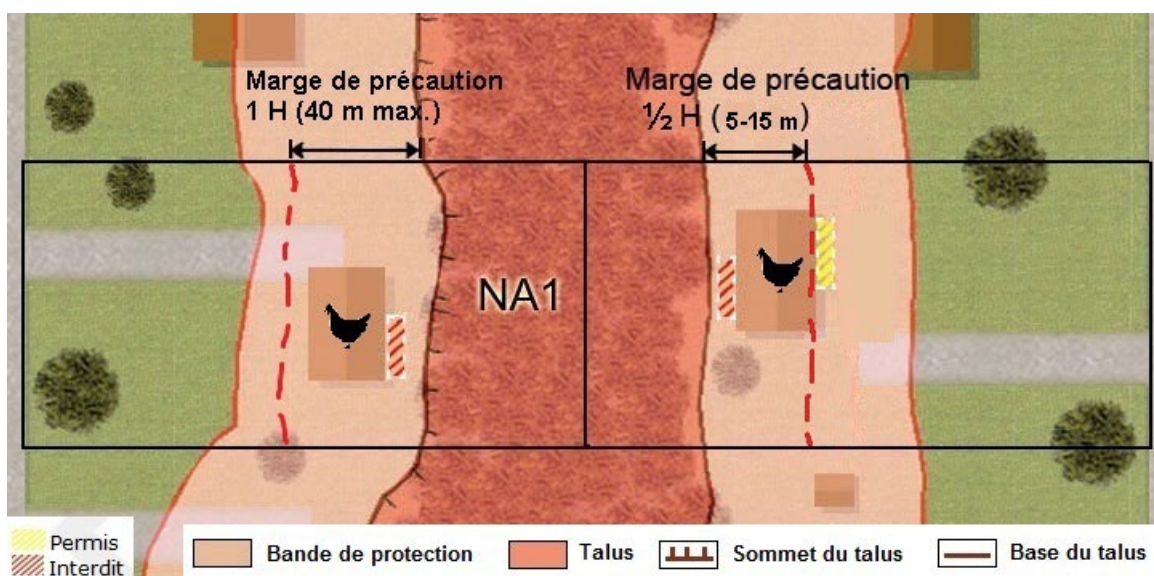 Marge de précaution
1 H (40 m max.)
Marge de précaution
½ H (5-15 m)
NA1
Permis
Interdit
Bande de protection
Talus
Sommet du talus
Base du talus